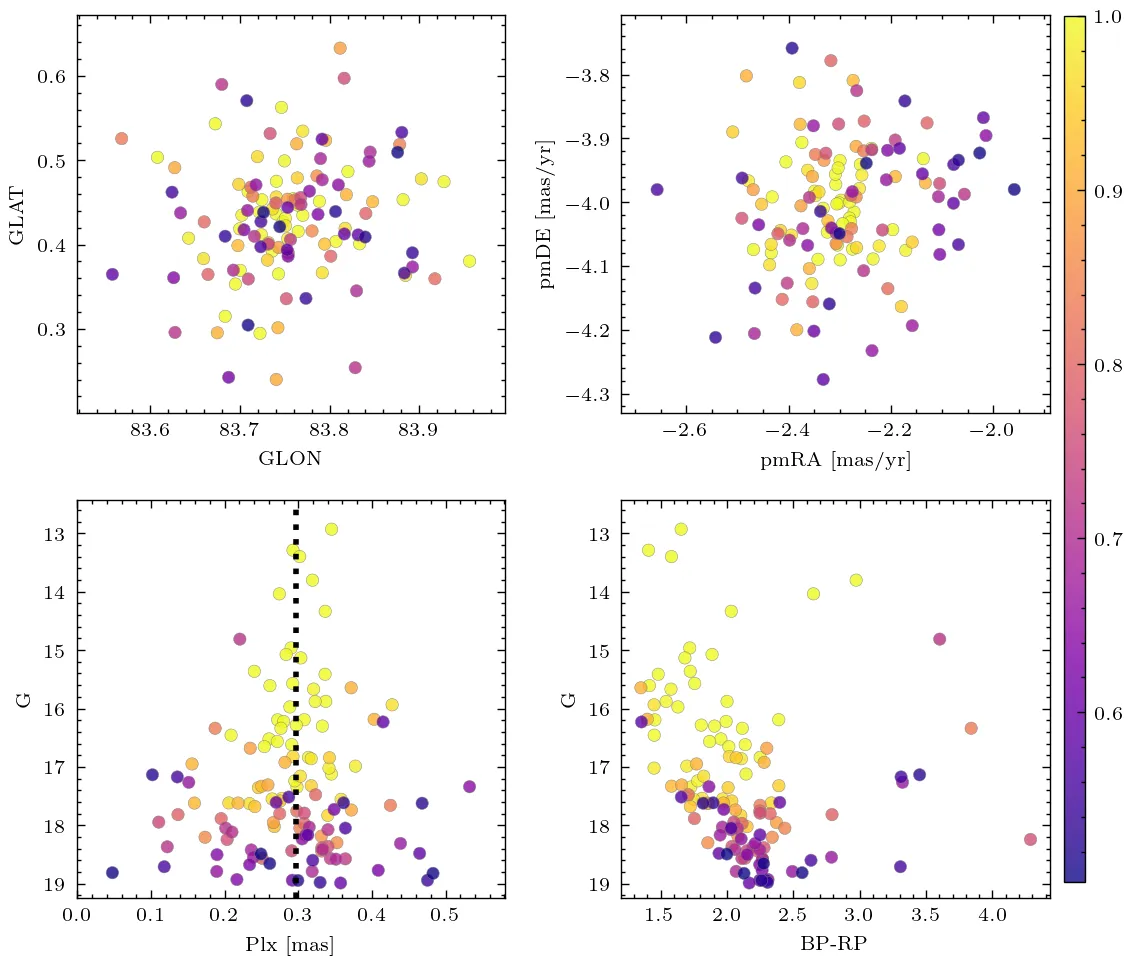 0.6
0.5
0.4
0.3
GLAT
83.6 83.7 83.8 83.9
GLON
−3.8
−3.9
−4.0
−4.1
−4.2
−4.3
pmDE [mas/yr]
−2.6 −2.4 −2.2 −2.0
pmRA [mas/yr]
1.0
0.9
0.8
0.7
0.6
13
14
15
16
17
18
19
G
0.0 0.1 0.2 0.3 0.4 0.5
Plx [mas]
13
14
15
16
17
18
19
G
1.5 2.0 2.5 3.0 3.5 4.0
BP-RP